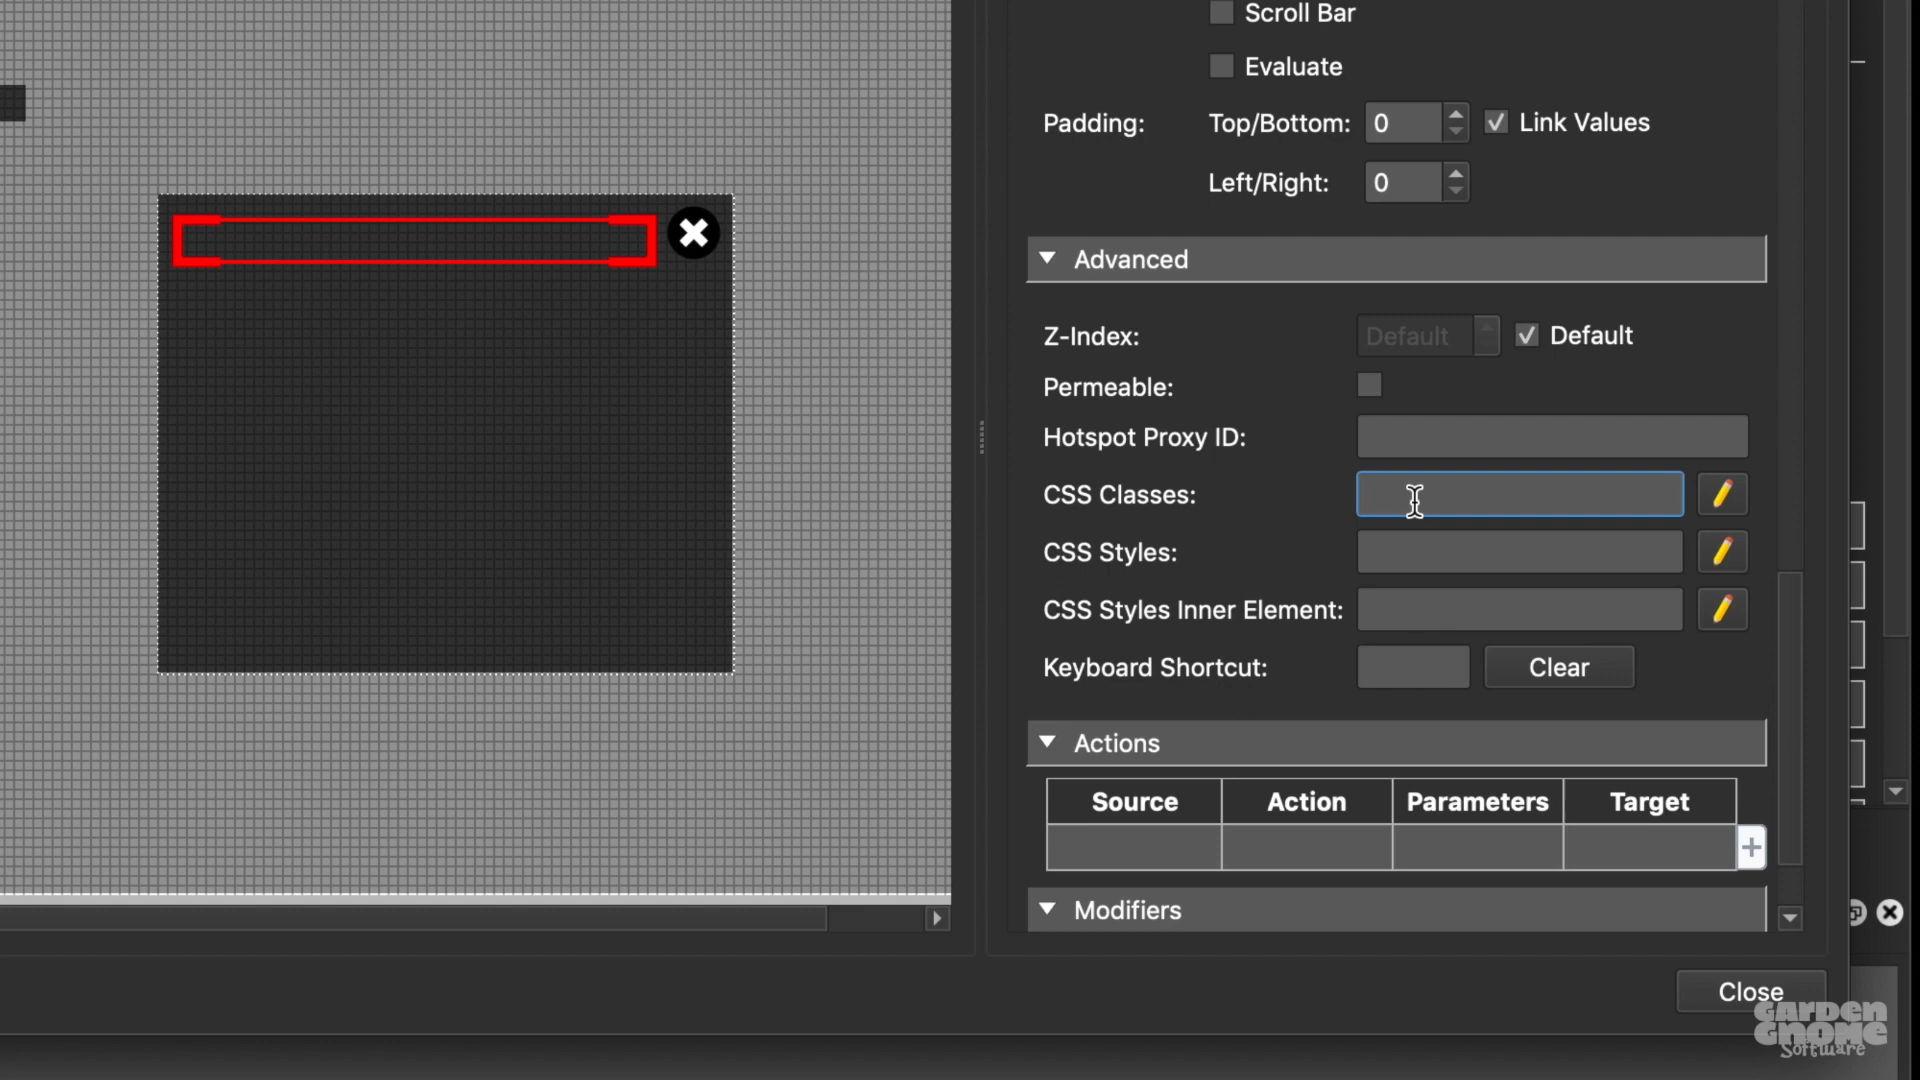 Scroll Bar
Evaluate
Padding: Top/Bottom: 0 Link Values
Left/Right: 0
Advanced
Z-Index: Default Default
Permeable:
Hotspot Proxy ID:
CSS Classes:
CSS Styles:
CSS Styles Inner Element:
Keyboard Shortcut: Clear
Actions
Source Action Parameters Target
Modifiers
Close
GARDEN
GNOME
Software